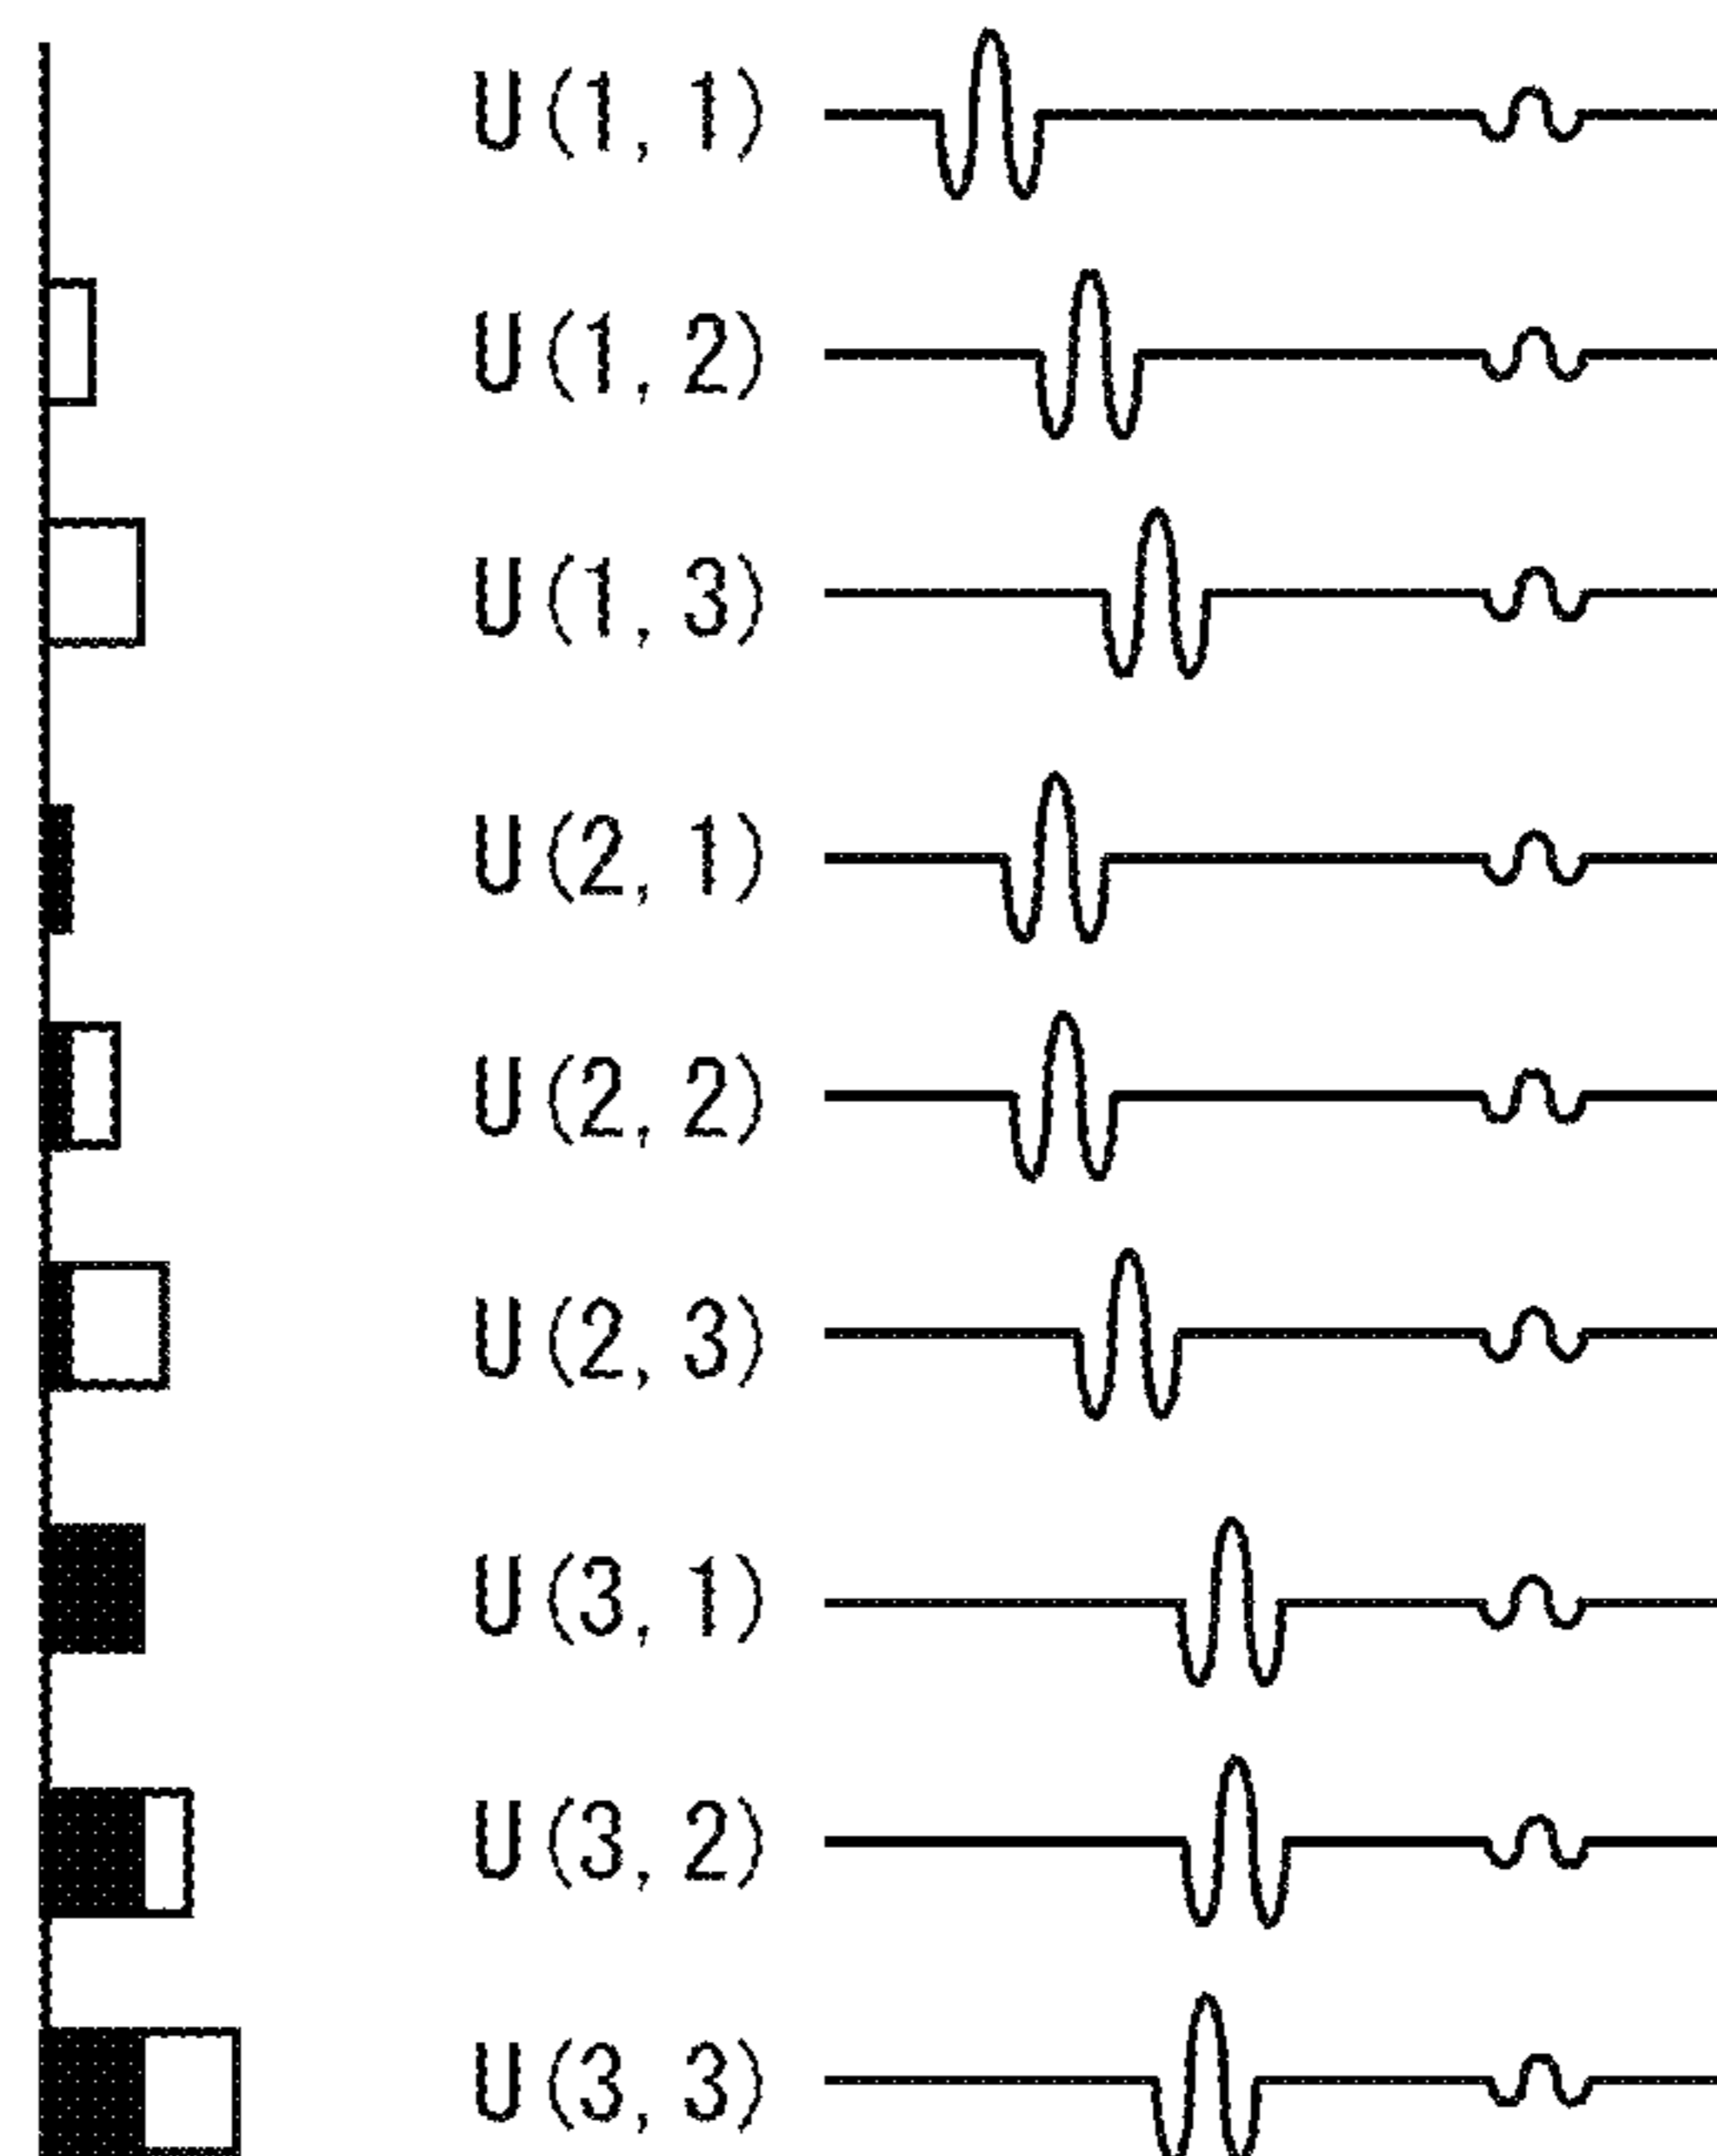 U(1,1)
U(1,2)
U(1,3)
U(2,1)
U(2,2)
U(2,3)
U(3,1)
U(3,2)
U(3,3)